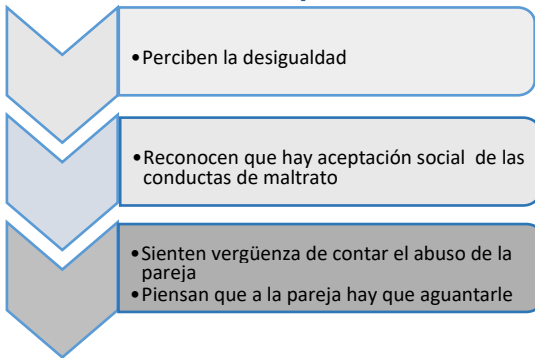 •Perciben la desigualdad
•Reconocen que hay aceptación social de las
conductas de maltrato
•Sienten vergüenza de contar el abuso de la
pareja
•Piensan que a la pareja hay que aguantarle